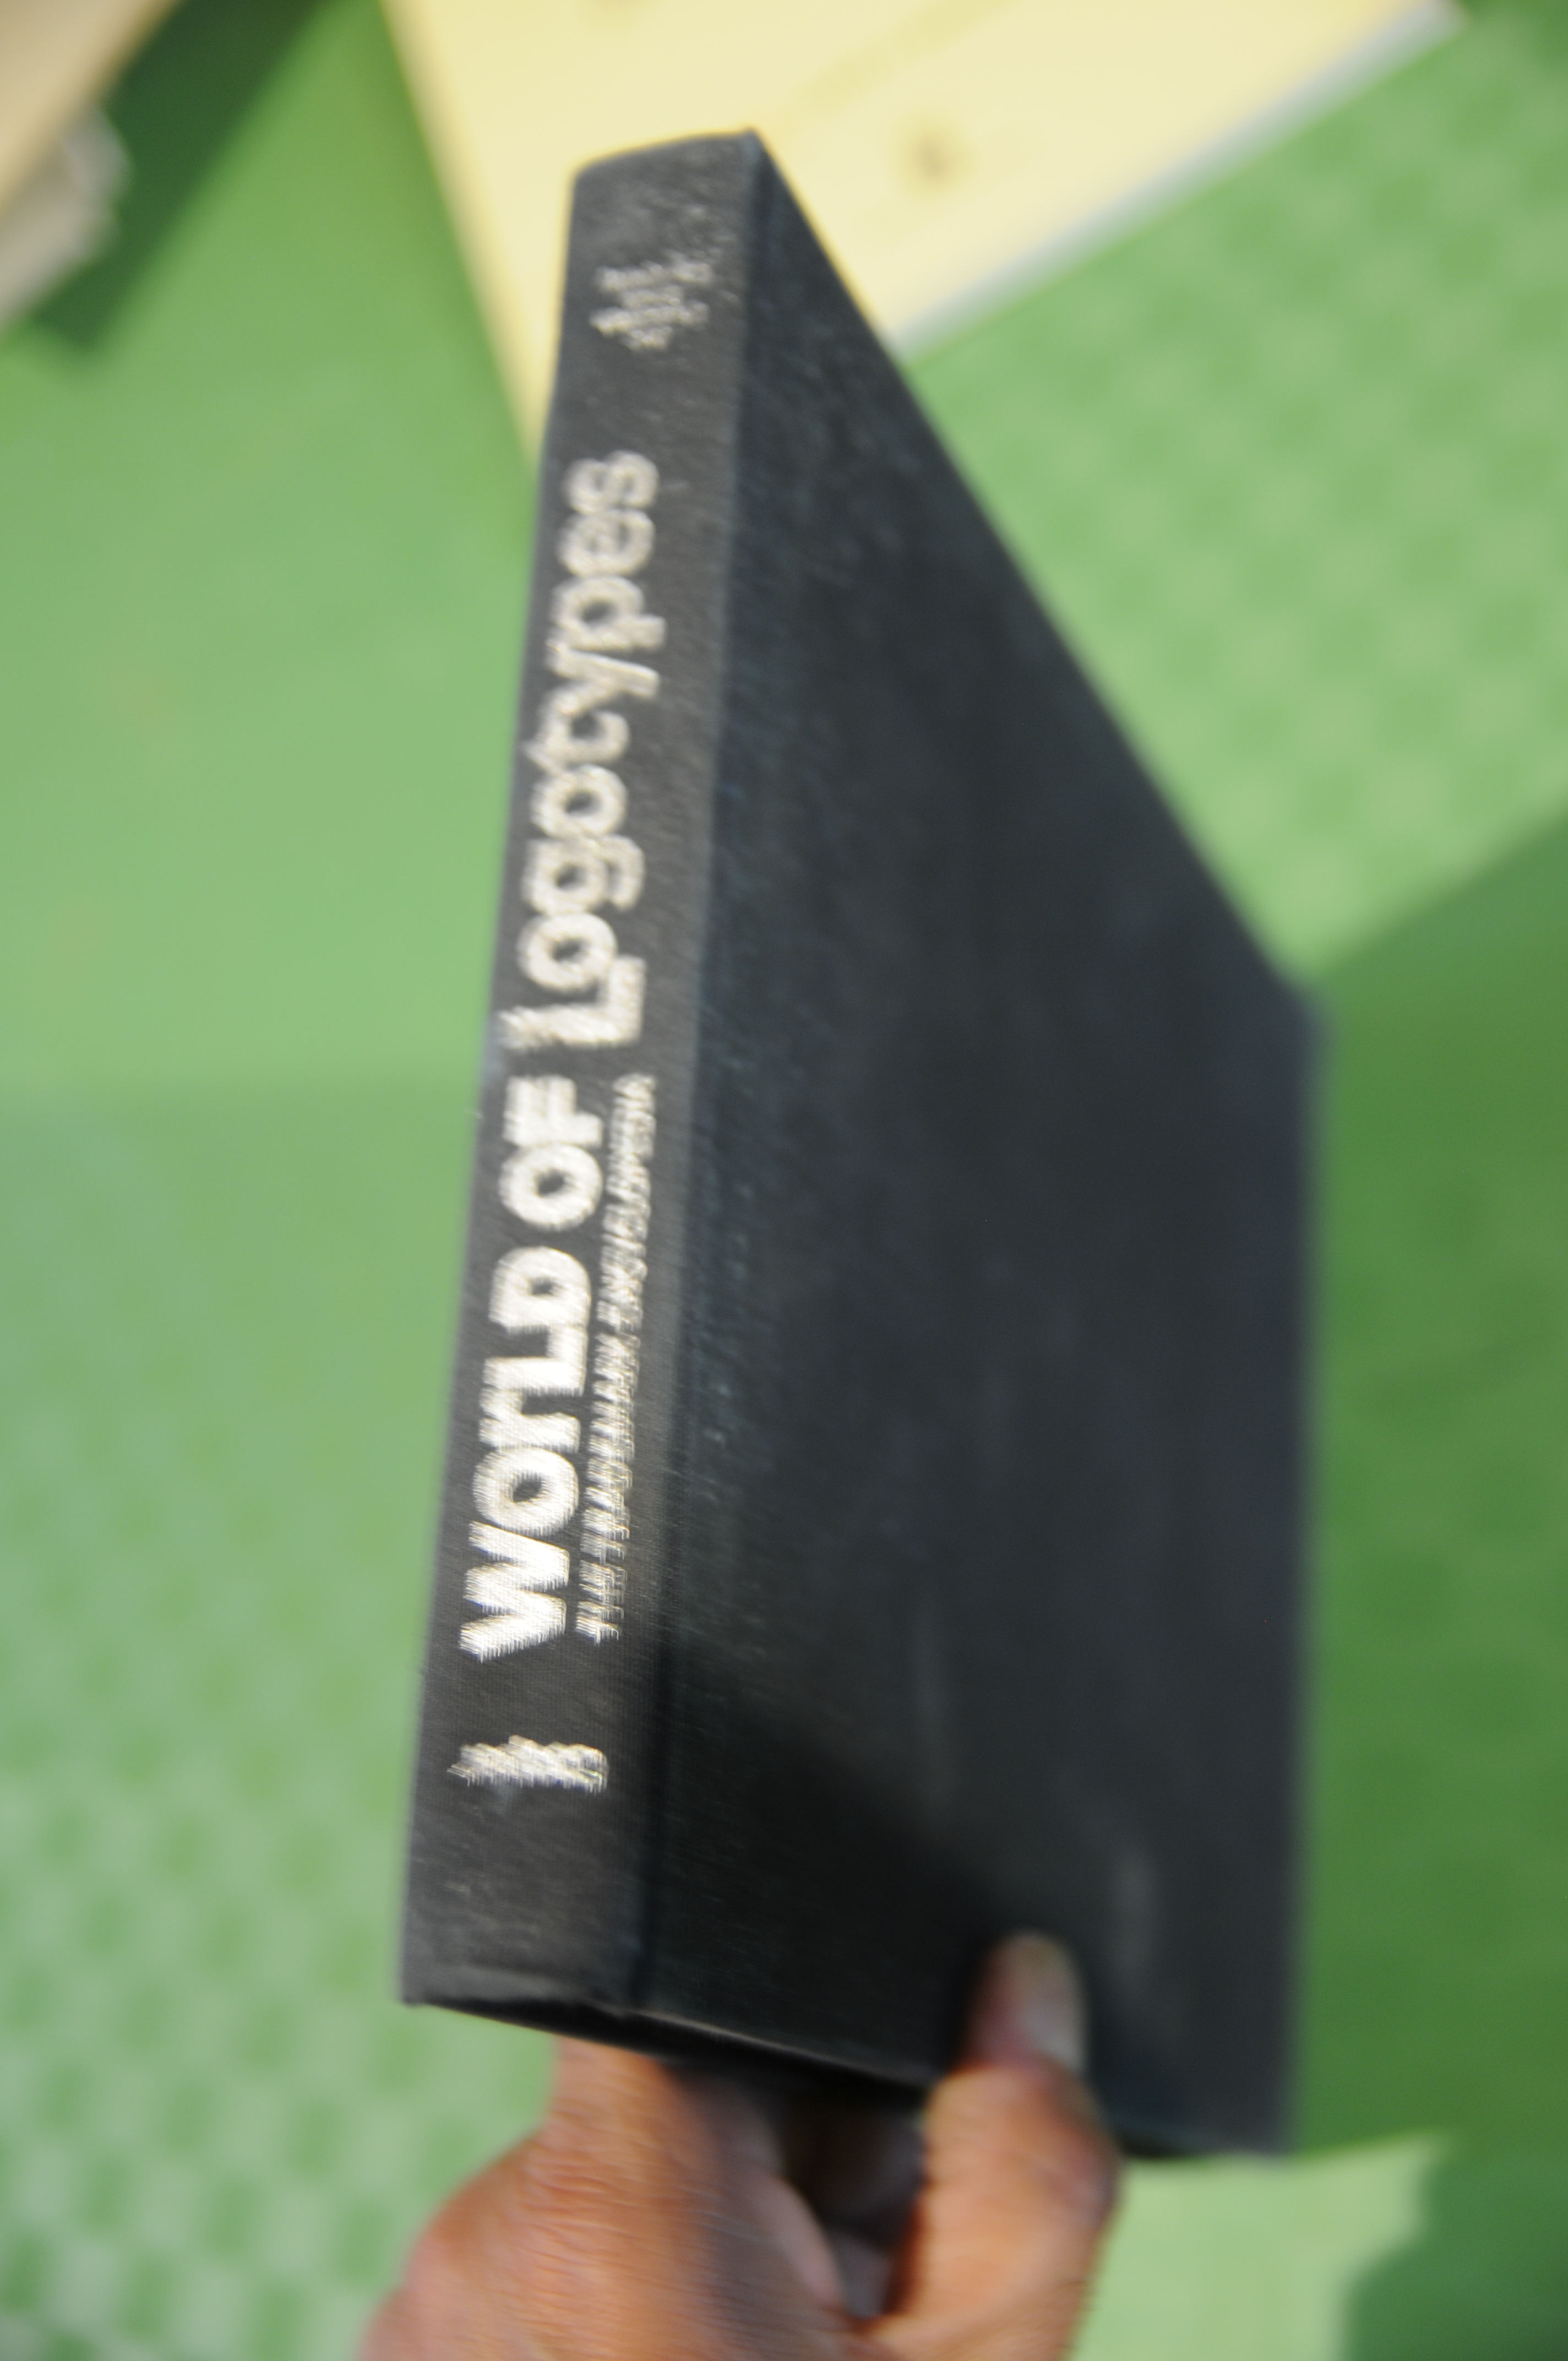 WOrLD OF Logotypes
THE TRADEMARK ENCYCLOPEDIA